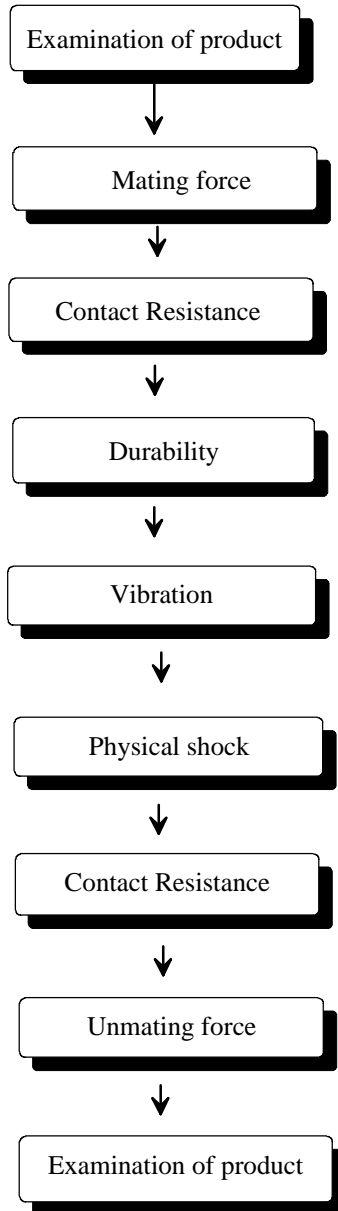 Examination of product
Mating force
Contact Resistance
Durability
Vibration
Physical shock
Contact Resistance
Unmating force
Examination of product